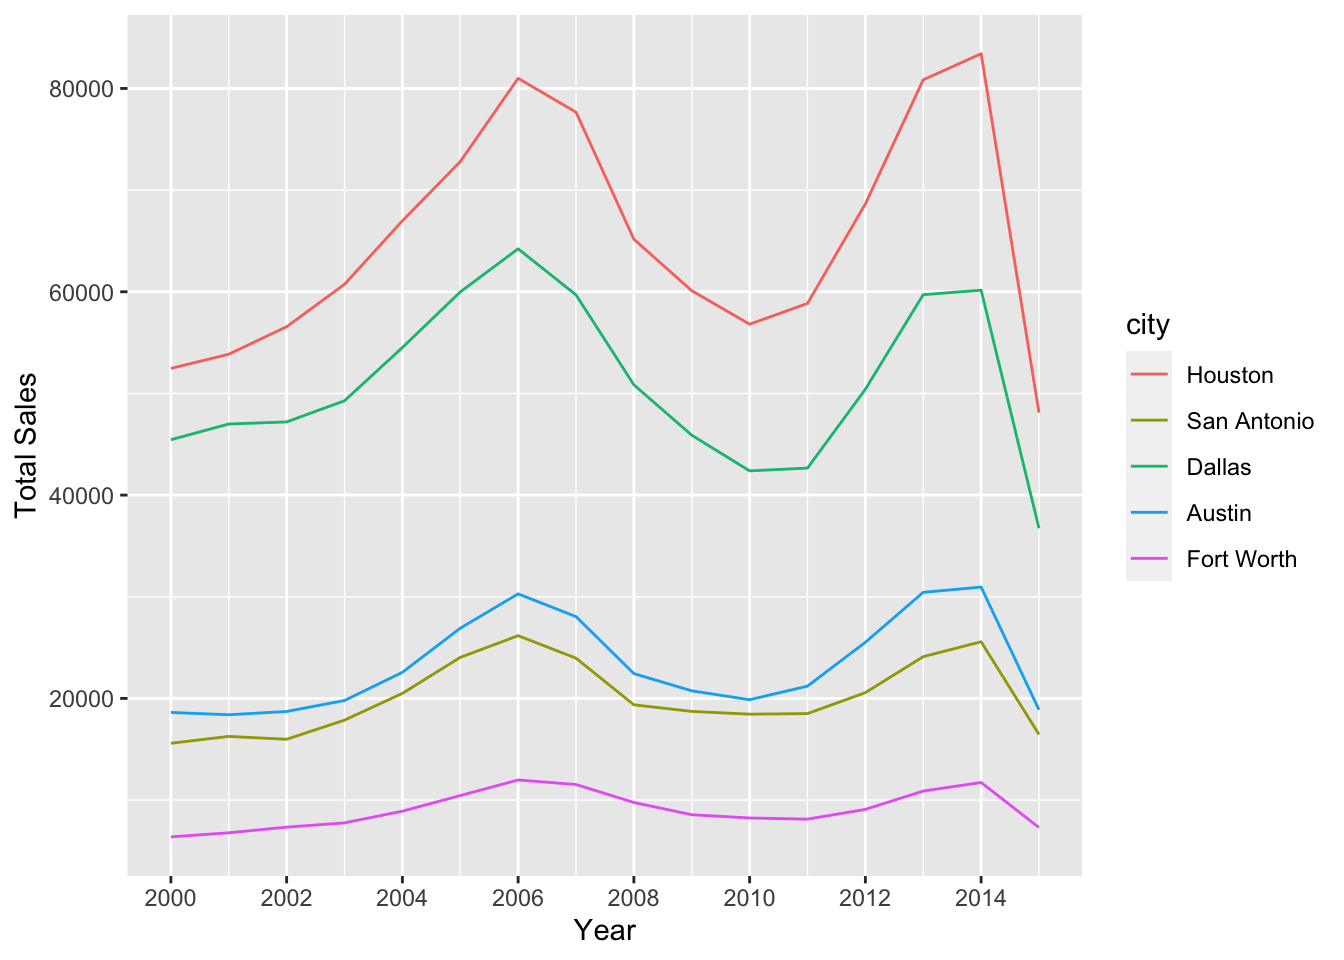 80000
60000
40000
20000
Total Sales
2000 2002 2004 2006 2008 2010 2012 2014
Year
city
Houston
San Antonio
Dallas
Austin
Fort Worth